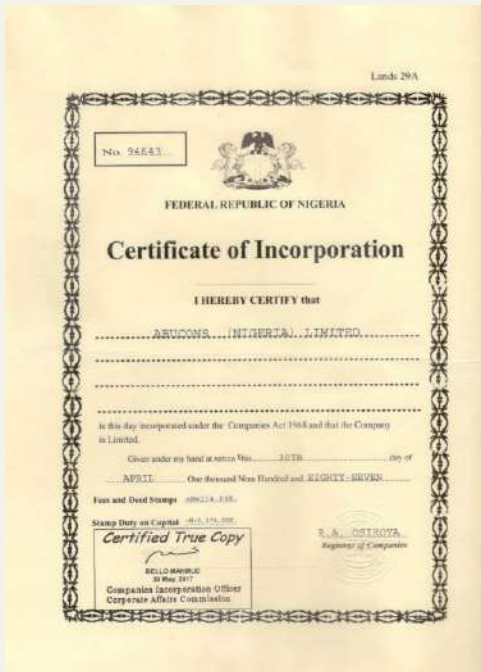 Lands 29A
No. 94643
FEDERAL REPUBLIC OF NIGERIA
Certificate of Incorporation
I HEREBY CERTIFY that
ABUCONS (NIGERIA) LIMITED
is this day incorporated under the Companies Act 1968 and that the Company
is Limited.
Given under my hand at this 30TH day of
APRIL One thousand Nine Hundred and EIGHTY-SEVEN
Fees and Deed Stamps
Stamp Duty on Capital
Certified True Copy
BELLO MAHMUD
30 May, 2017
Companies Incorporation Officer
Corporate Affairs Commission
Registrar of Companies